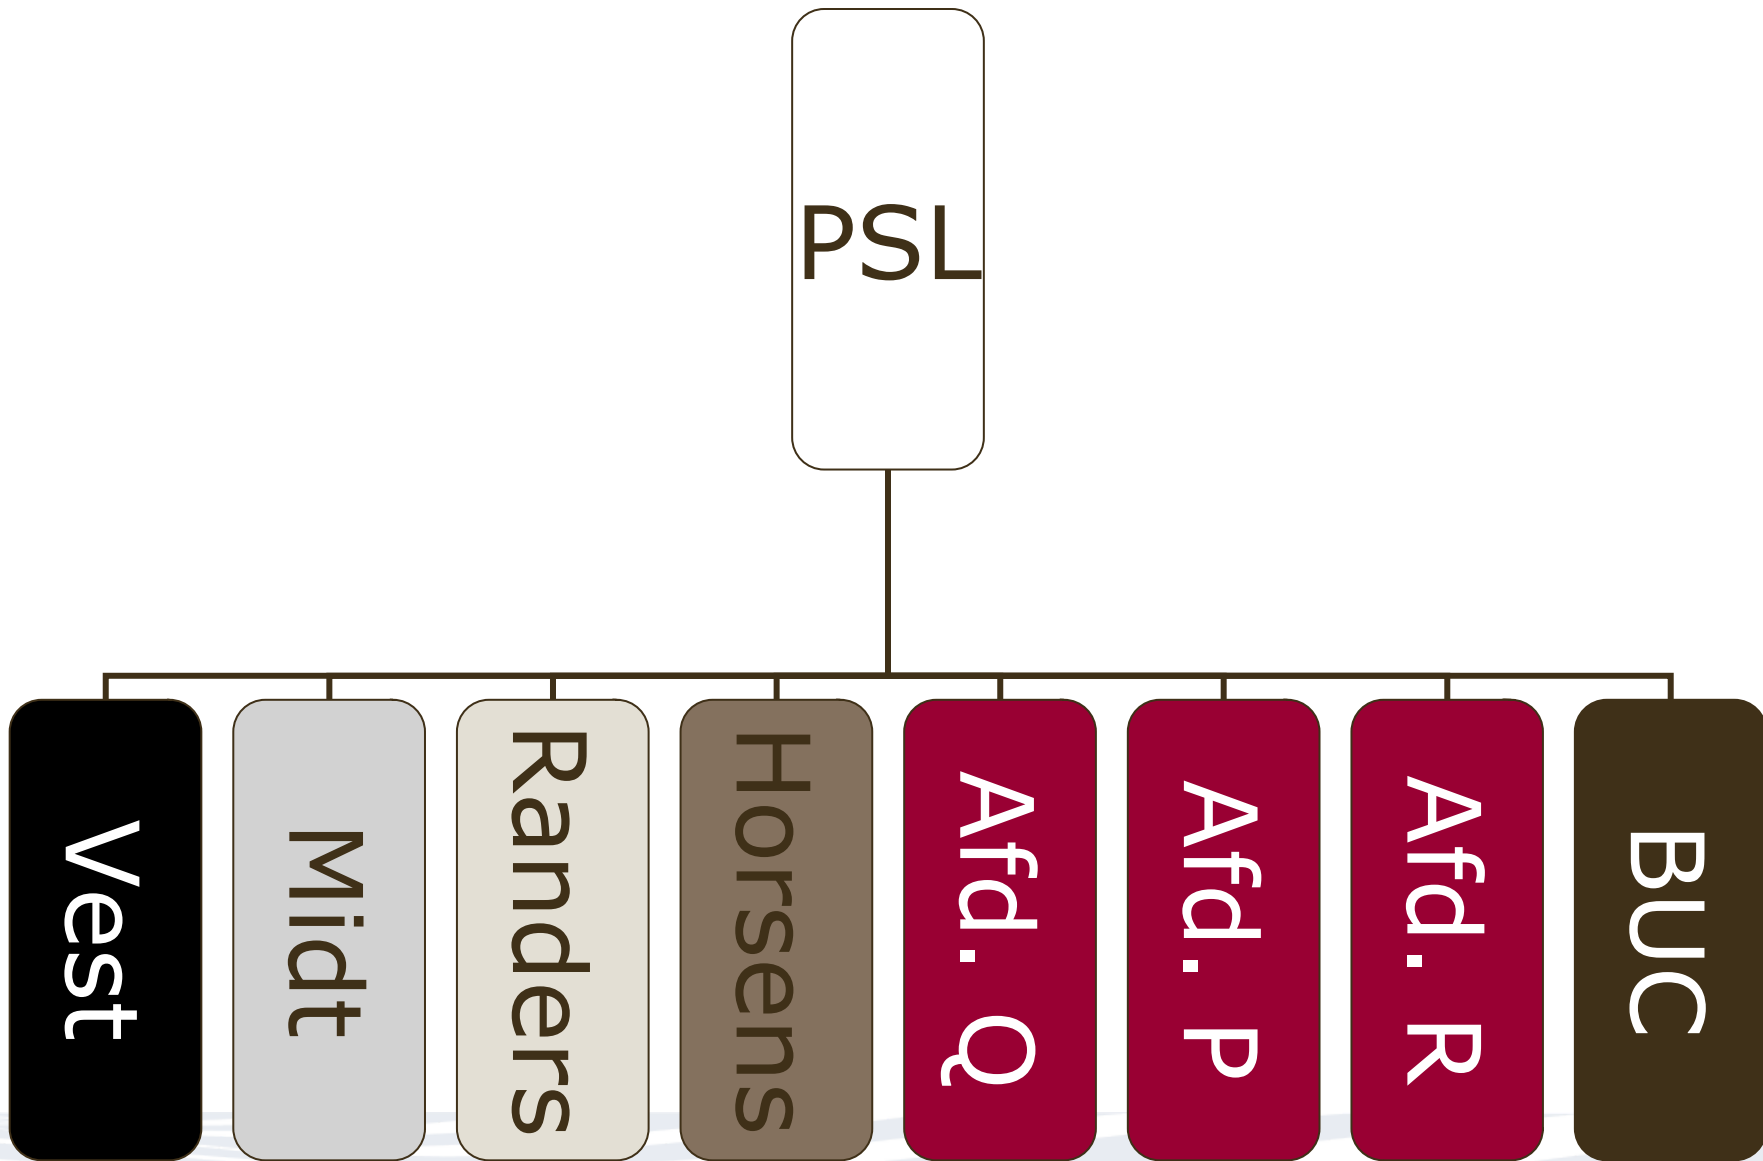 PSL
Vest
Midt
Randers
Horsens
Afd. Q
Afd. P
Afd. R
BUC